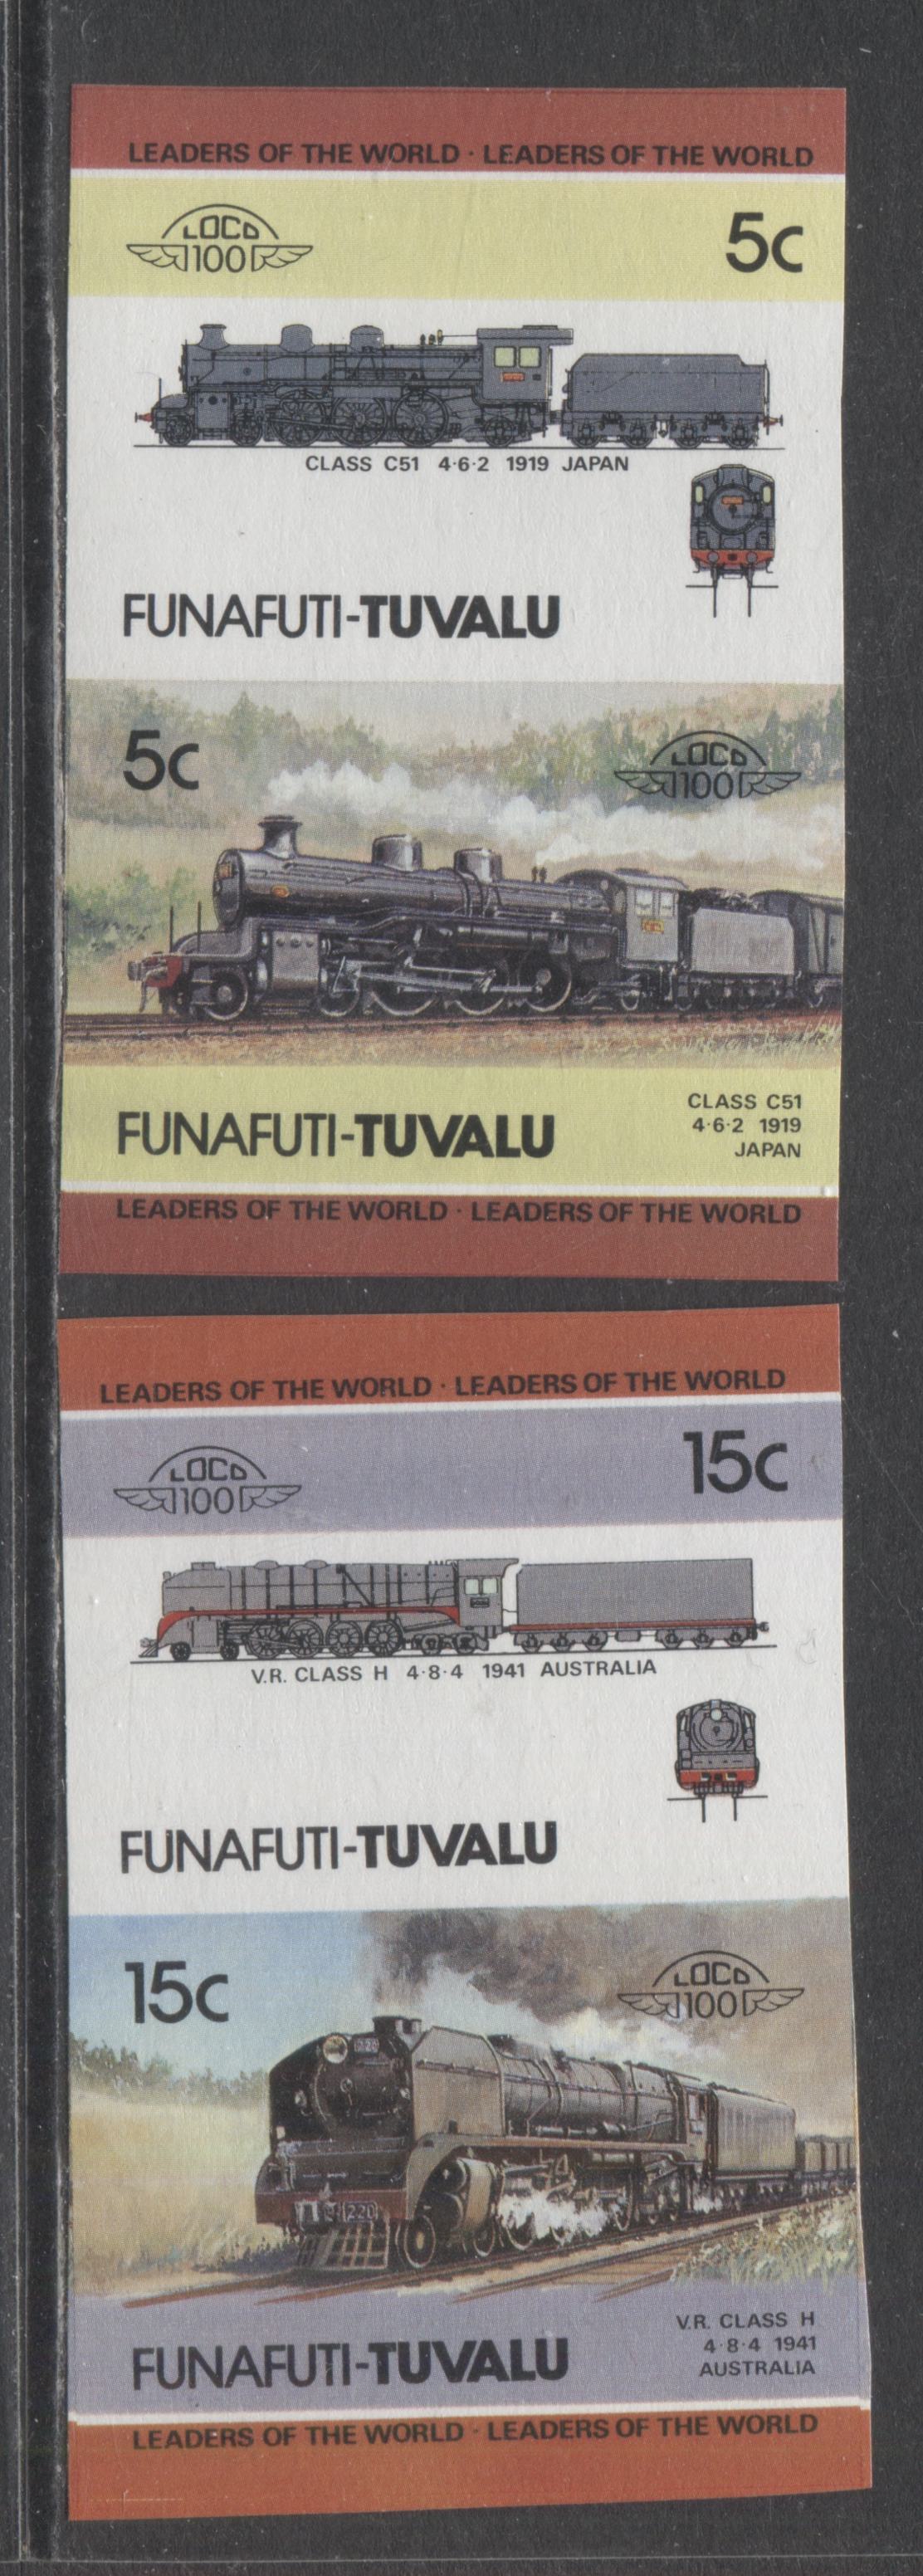 LEADERS OF THE WORLD · LEADERS OF THE WORLD
LOCO 100
5c
CLASS C51 4·6·2 1919 JAPAN
FUNAFUTI-TUVALU
5c
LOCO 100
FUNAFUTI-TUVALU
CLASS C51
4·6·2 1919
JAPAN
LEADERS OF THE WORLD · LEADERS OF THE WORLD
LEADERS OF THE WORLD · LEADERS OF THE WORLD
LOCO 100
15c
V.R. CLASS H 4·8·4 1941 AUSTRALIA
FUNAFUTI-TUVALU
15c
LOCO 100
220
H 220
FUNAFUTI-TUVALU
V.R. CLASS H
4·8·4 1941
AUSTRALIA
LEADERS OF THE WORLD · LEADERS OF THE WORLD